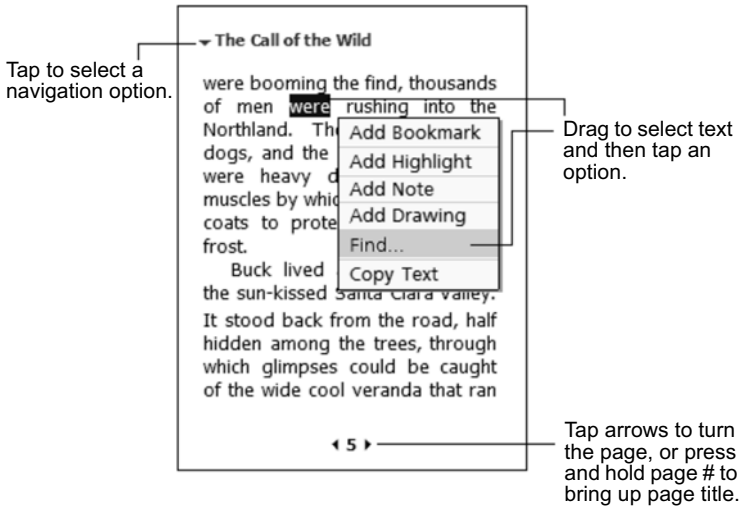 The Call of the Wild
Tap to select a
navigation option.
were booming the find, thousands
of men were rushing into the
Northland. The
dogs, and the
were heavy d
muscles by whic
coats to prote
frost.
Add Bookmark
Add Highlight
Add Note
Add Drawing
Find...
Copy Text
Drag to select text
and then tap an
option.
Buck lived
the sun-kissed Santa Clara Valley.
It stood back from the road, half
hidden among the trees, through
which glimpses could be caught
of the wide cool veranda that ran
5
Tap arrows to turn
the page, or press
and hold page # to
bring up page title.